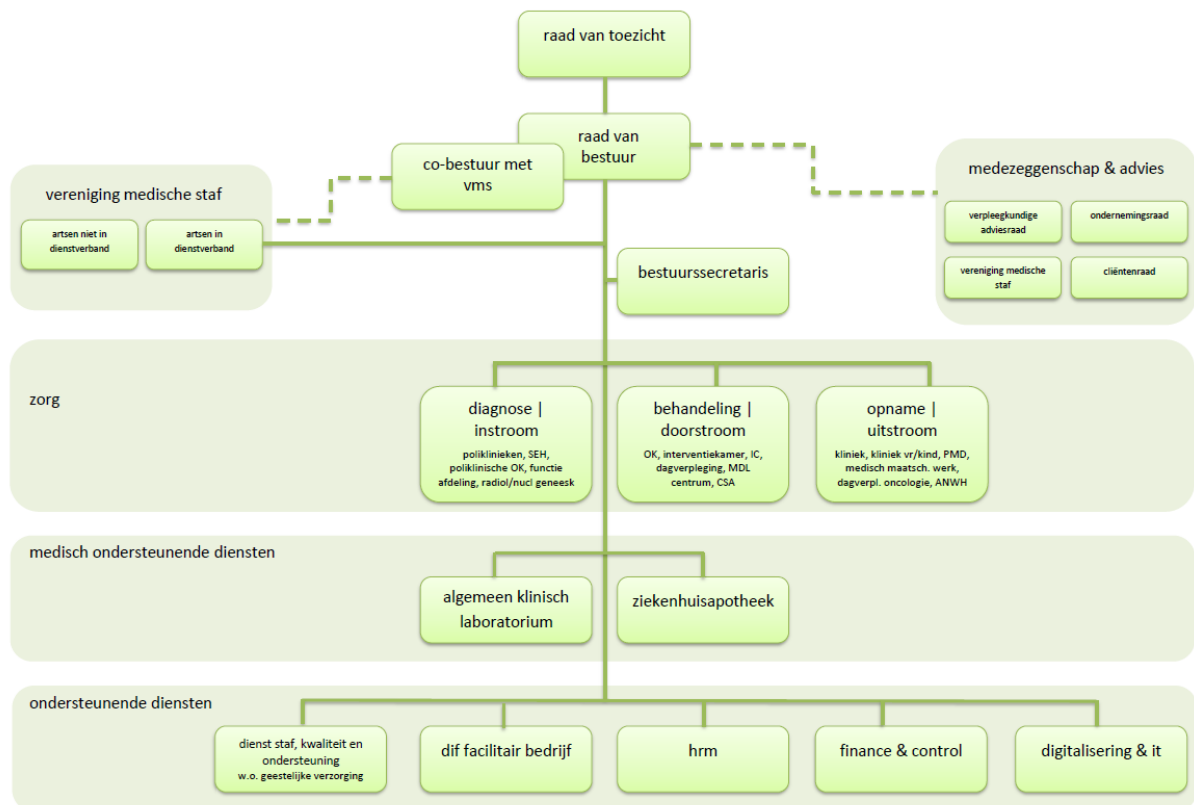 raad van toezicht
raad van
bestuur
co-bestuur met
vms
vereniging medische staf
artsen niet in
dienstverband
artsen in
dienstverband
medezeggenschap & advies
verpleegkundige
adviesraad
ondernemingsraad
vereniging medische
staf
cliëntenraad
bestuurssecretaris
zorg
diagnose |
instroom
poliklinieken, SEH,
poliklinische OK, functie
afdeling, radiol/nucl geneesk
behandeling |
doorstroom
OK, interventiekamer, IC,
dagverpleging, MDL
centrum, CSA
opname |
uitstroom
kliniek, kliniek vr/kind, PMD,
medisch maatsch. werk,
dagverpl. oncologie, ANWH
medisch ondersteunende diensten
algemeen klinisch
laboratorium
ziekenhuisapotheek
ondersteunende diensten
dienst staf, kwaliteit en
ondersteuning
w.o. geestelijke verzorging
dif facilitair bedrijf
hrm
finance & control
digitalisering & it